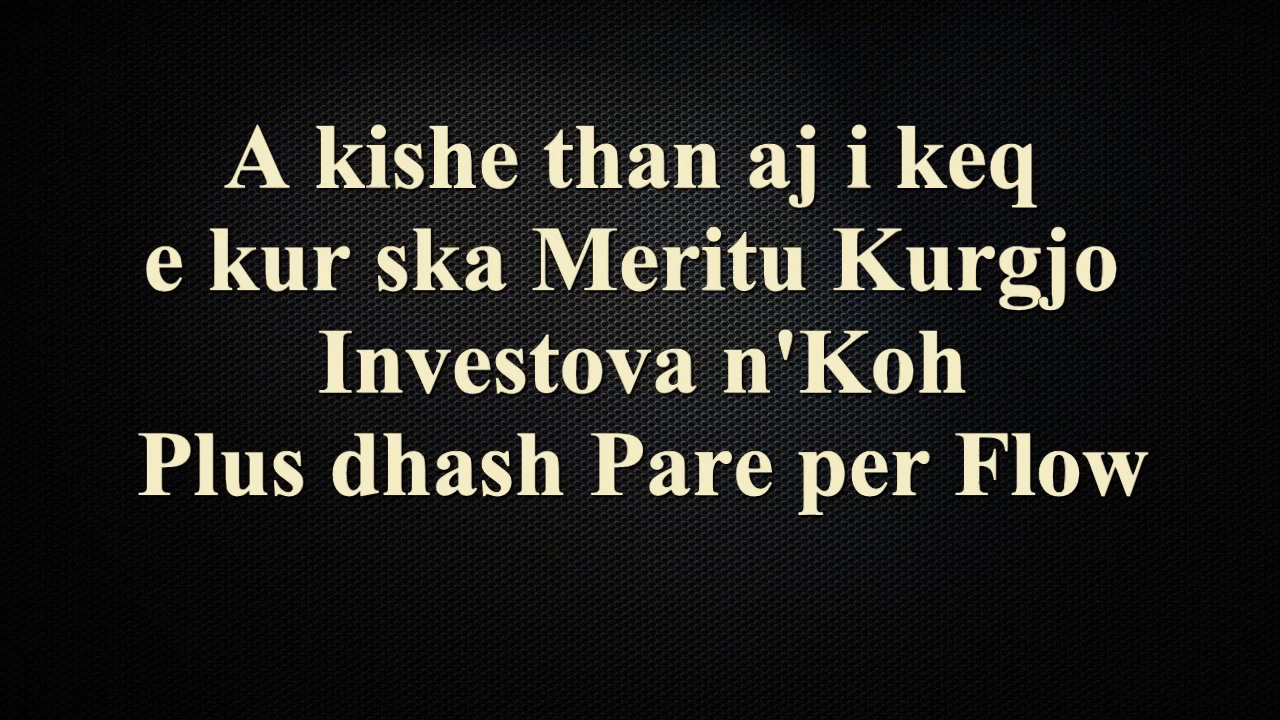 A kishe than aj i keq
e kur ska Meritu Kurgjo
Investova n'Koh
Plus dhash Pare per Flow